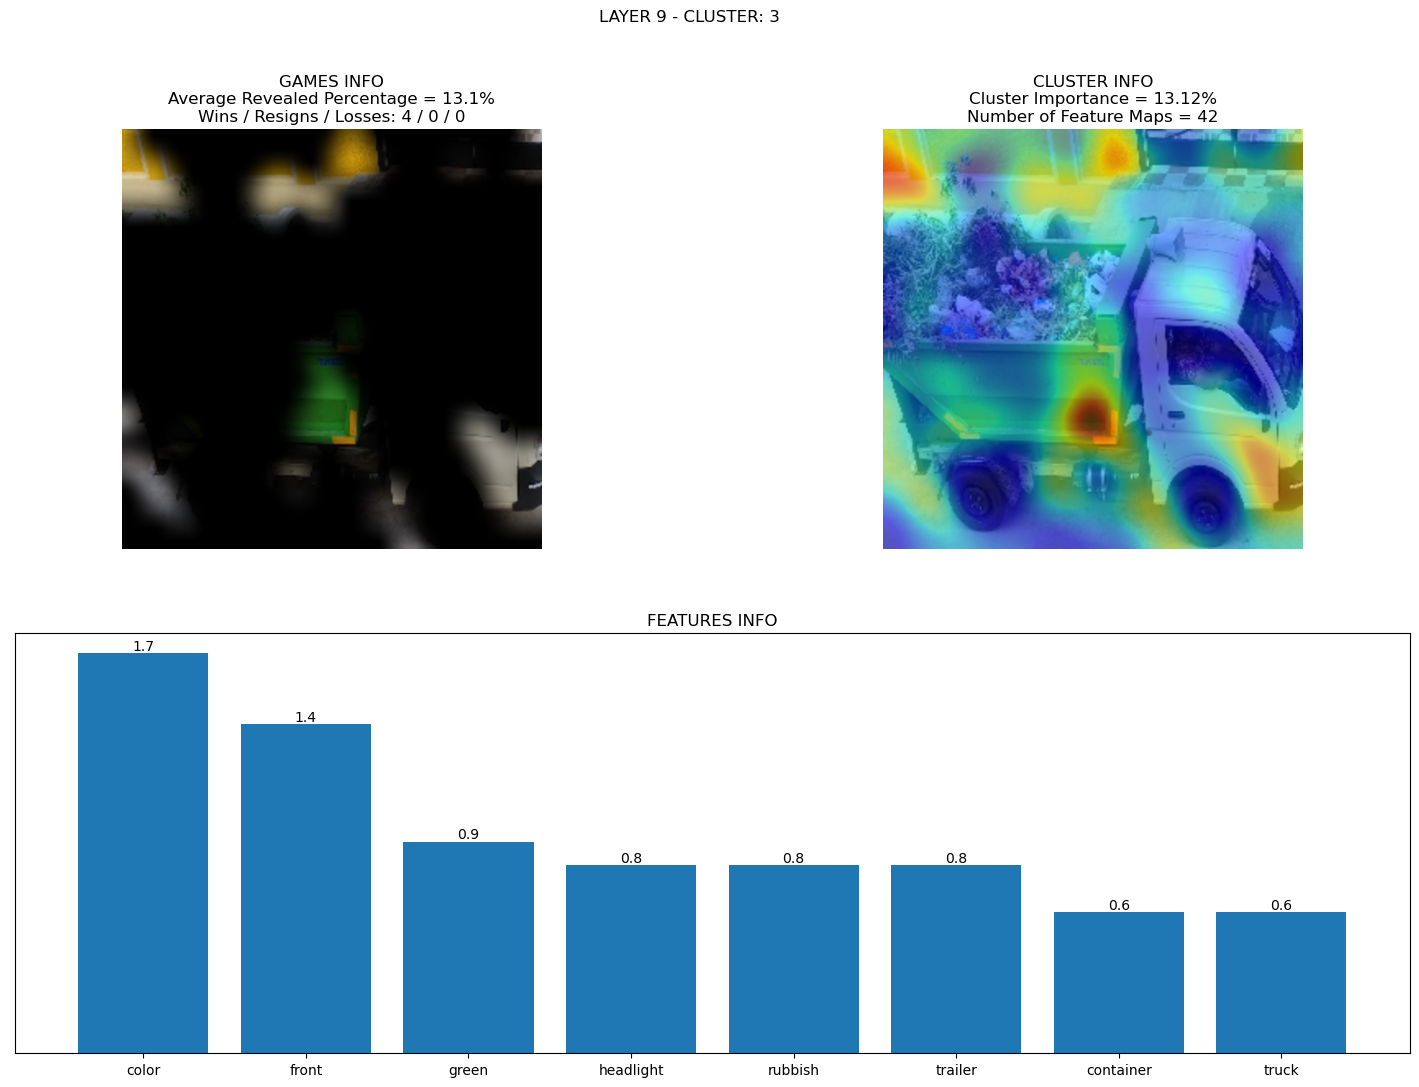 LAYER 9 - CLUSTER: 3
GAMES INFO
Average Revealed Percentage = 13.1%
Wins / Resigns / Losses: 4 / 0 / 0
CLUSTER INFO
Cluster Importance = 13.12%
Number of Feature Maps = 42
FEATURES INFO
1.7
1.4
0.9
0.8
0.8
0.8
0.6
0.6
color
front
green
headlight
rubbish
trailer
container
truck